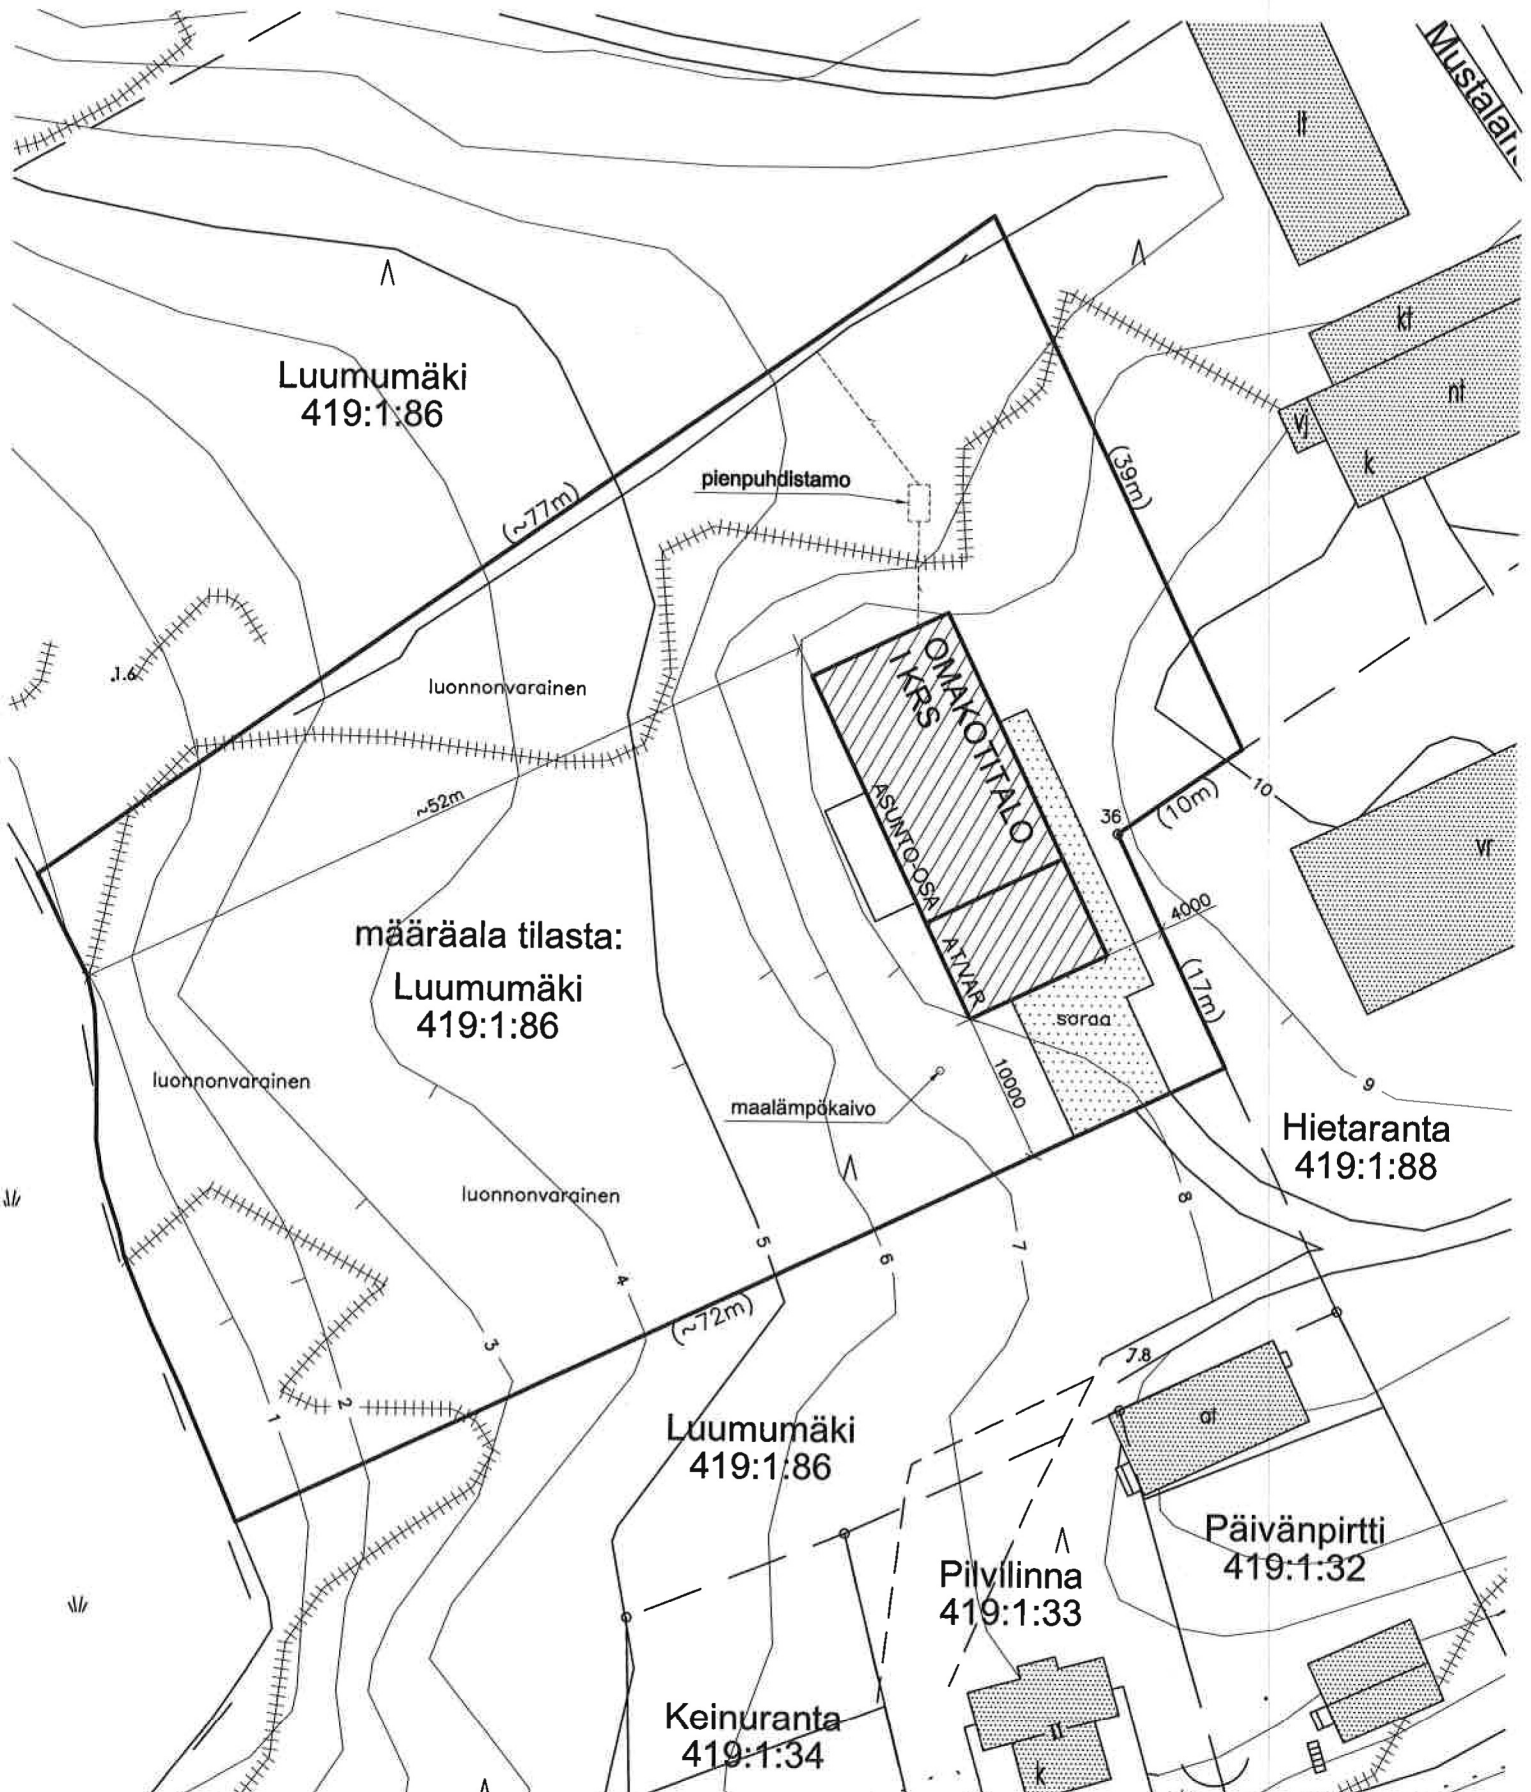 Mustalah
lt
kt
nt
vj
k
Luumumäki
419:1:86
(39m)
pienpuhdistamo
(~77m)
.1.6
luonnonvarainen
OMAKOTITALO
I KRS
~52m
ASUNTO-OSA
36
(10m)
10
vr
4000
määräala tilasta:
Luumumäki
419:1:86
AT/VAR
(17m)
soraa
luonnonvarainen
10000
maalämpökaivo
9
Hietaranta
419:1:88
luonnonvarainen
8
5
6
7
4
(~72m)
3
7.8
1
2
at
Luumumäki
419:1:86
Päivänpirtti
419:1:32
Pilvilinna
419:1:33
Keinuranta
419:1:34
k